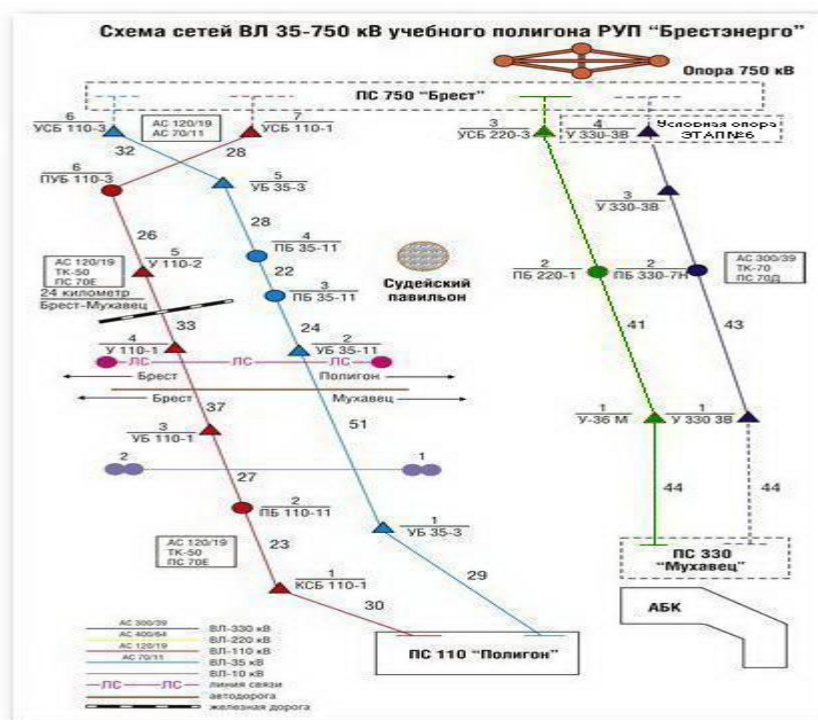 Схема сетей ВЛ 35-750 кВ учебного полигона РУП “Брестэнерго”
Опора 750 кВ
ПС 750 “Брест”
6
УСБ 110-3
АС 120/19
АС 70/11
7
УСБ 110-1
3
УСБ 220-3
4
У 330-3В
Условная опора
ЭТАП №6
32
28
6
ПУБ 110-3
5
УБ 35-3
3
У 330-3В
26
28
4
ПБ 35-11
5
У 110-2
АС 120/19
ТК-50
ПС 70Е
22
Судейский
павильон
2
ПБ 220-1
2
ПБ 330-7Н
АС 300/39
ТК-70
ПС 70Д
24 километр
Брест-Мухавец
3
ПБ 35-11
33
24
41
43
4
У 110-1
2
УБ 35-11
ЛС
ЛС
ЛС
Брест
Полигон
Брест
Мухавец
37
51
1
У-36 М
1
У 330 3В
3
УБ 110-1
2
1
27
44
44
2
ПБ 110-11
1
УБ 35-3
АС 120/19
ТК-50
ПС 70Е
23
ПС 330
“Мухавец”
1
КСБ 110-1
29
30
АБК
ПС 110 “Полигон”
АС 300/39
ВЛ-330 кВ
АС 400/64
ВЛ-220 кВ
АС 120/19
ВЛ-110 кВ
АС 70/11
ВЛ-35 кВ
ВЛ-10 кВ
ЛС
ЛС
линия связи
автодорога
железная дорога